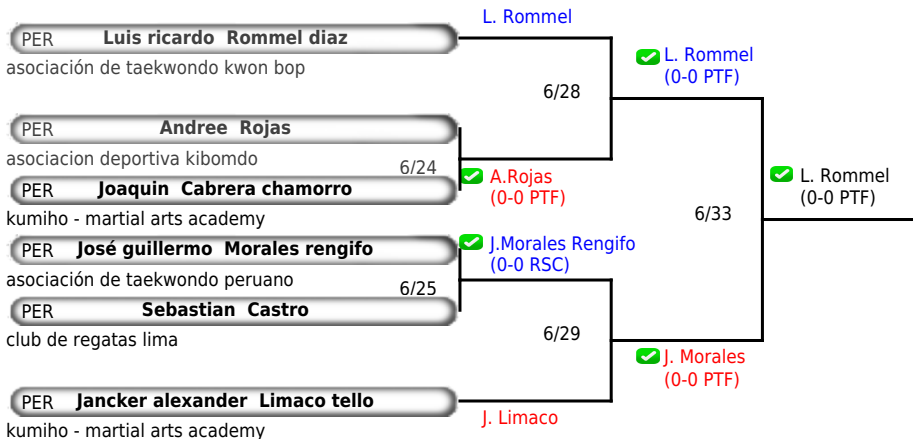 L. Rommel
PER Luis ricardo Rommel diaz
asociación de taekwondo kwon bop
L. Rommel
(0-0 PTF)
6/28
PER Andree Rojas
asociacion deportiva kibomdo
6/24
A.Rojas
(0-0 PTF)
PER Joaquin Cabrera chamorro
kumiho - martial arts academy
L. Rommel
(0-0 PTF)
6/33
PER José guillermo Morales rengifo
asociación de taekwondo peruano
J.Morales Rengifo
(0-0 RSC)
6/25
PER Sebastian Castro
club de regatas lima
6/29
J. Morales
(0-0 PTF)
PER Jancker alexander Limaco tello
kumiho - martial arts academy
J. Limaco